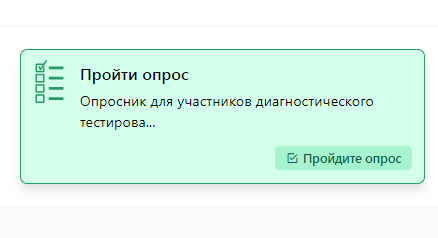 Пройти опрос
Опросник для участников диагностического
тестирова...
Пройдите опрос